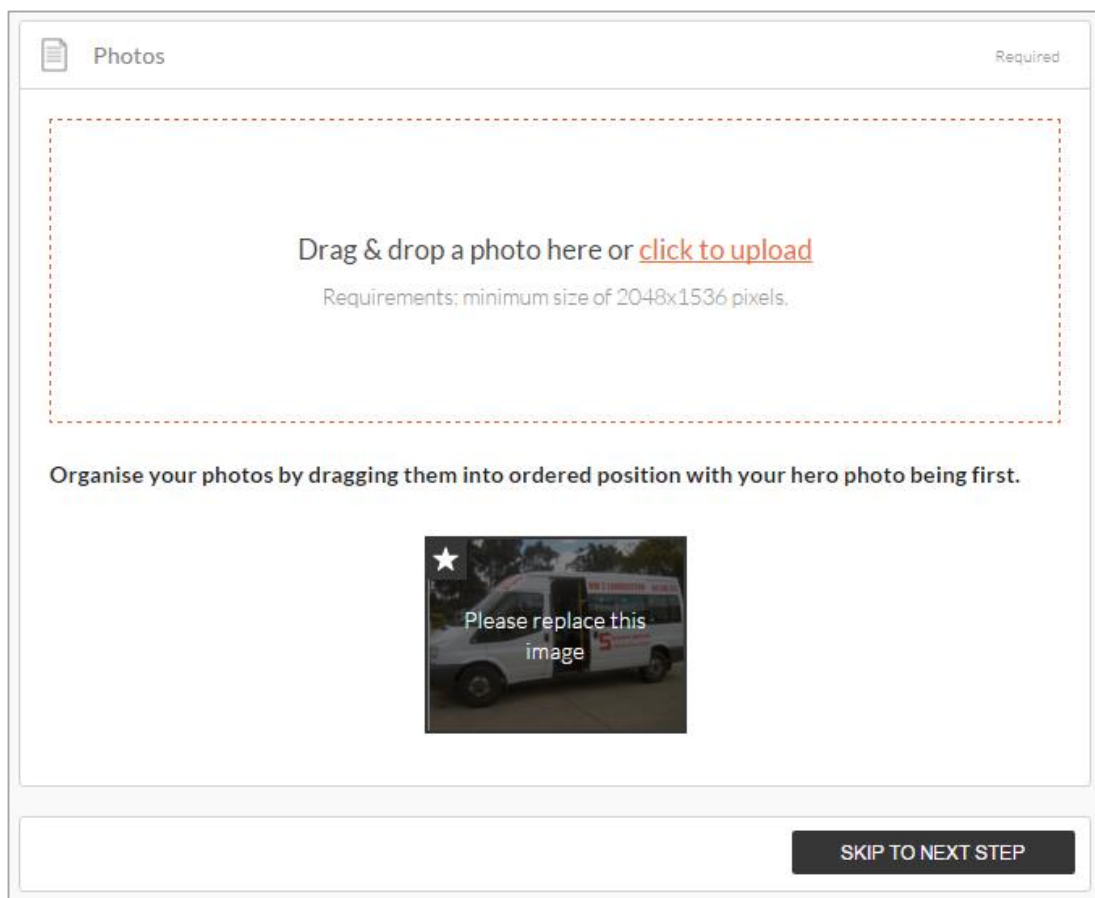 Photos
Required
Drag & drop a photo here or click to upload
Requirements: minimum size of 2048x1536 pixels.
Organise your photos by dragging them into ordered position with your hero photo being first.
Please replace this
image
SKIP TO NEXT STEP